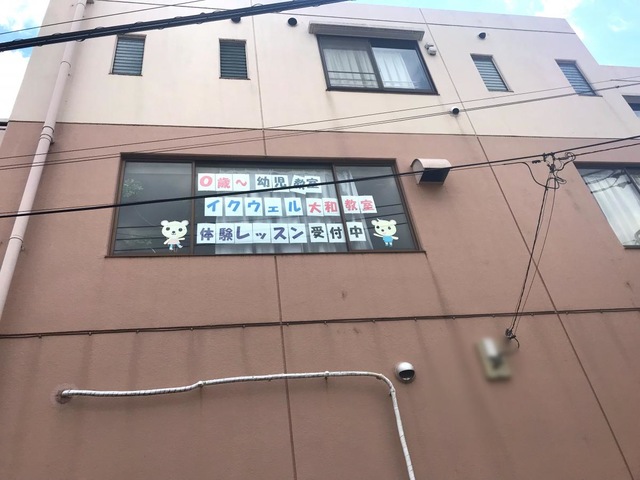 0歳〜幼児教室
イクウェル大和教室
体験レッスン受付中